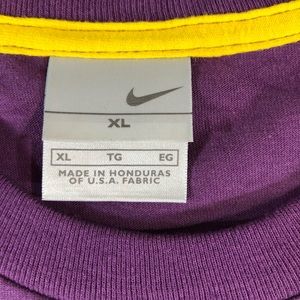 XL
XL TG EG
MADE IN HONDURAS
OF U.S.A. FABRIC